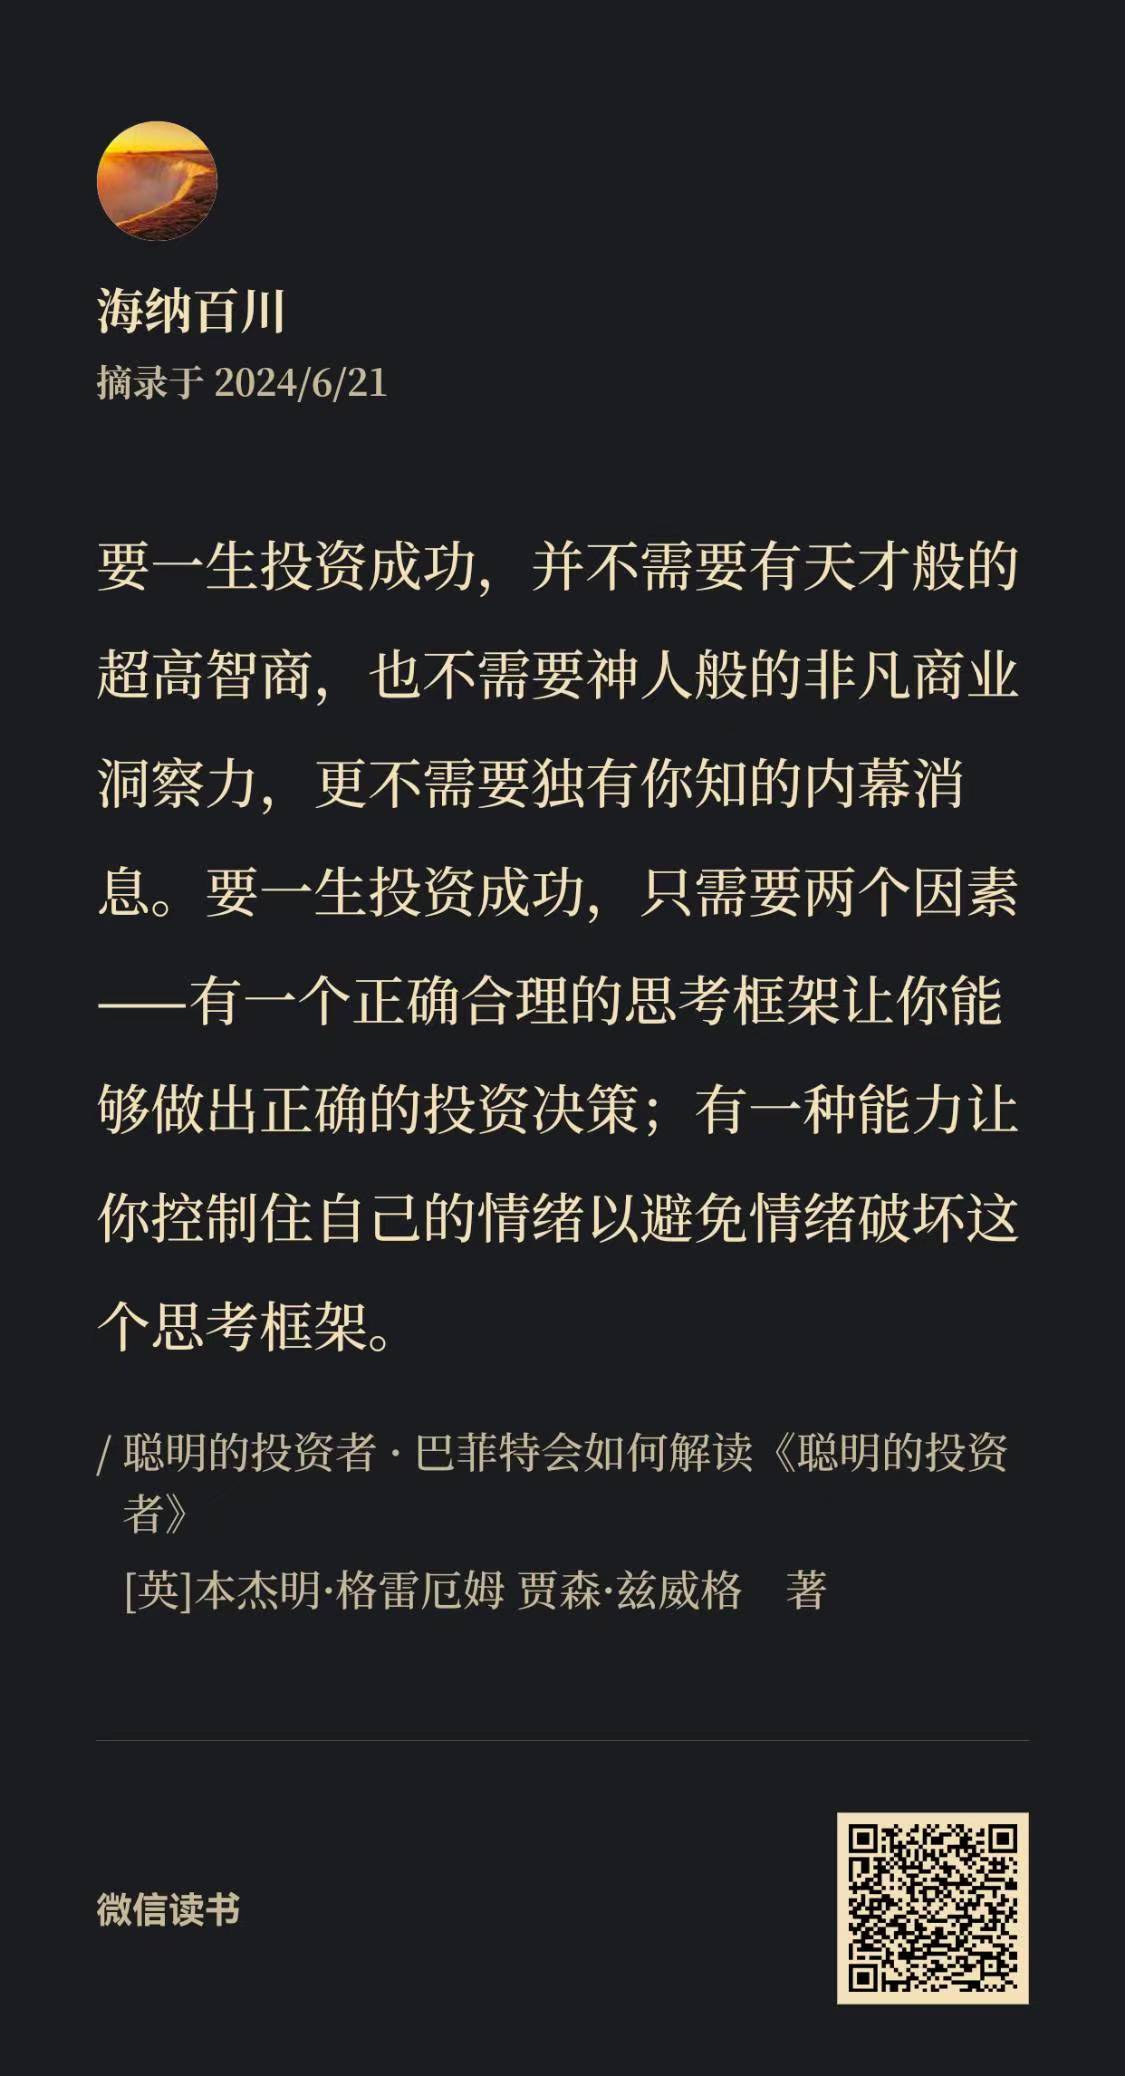 海纳百川
摘录于 2024/6/21
要一生投资成功，并不需要有天才般的
超高智商，也不需要神人般的非凡商业
洞察力，更不需要独有你知的内幕消
息。要一生投资成功，只需要两个因素
——有一个正确合理的思考框架让你能
够做出正确的投资决策；有一种能力让
你控制住自己的情绪以避免情绪破坏这
个思考框架。
/ 聪明的投资者 · 巴菲特会如何解读《聪明的投资
者》
[英]本杰明·格雷厄姆 贾森·兹威格　著
微信读书